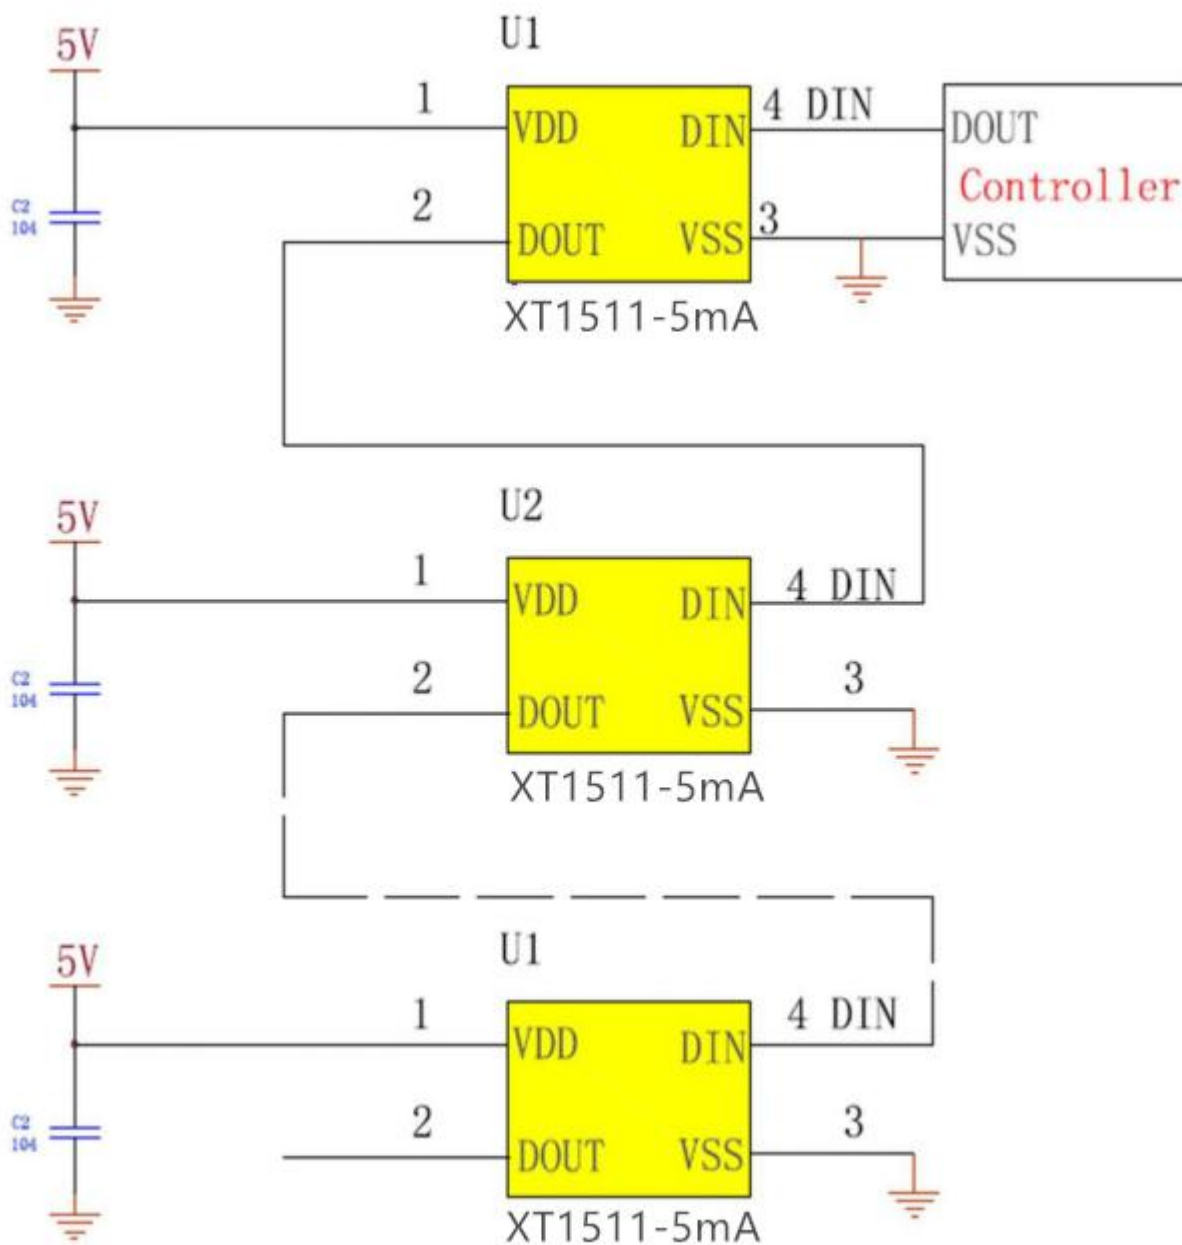 U1
5V
1
4 DIN
VDD
DIN
DOUT
Controller
C2
104
2
3
DOUT
VSS
VSS
XT1511-5mA
U2
5V
1
4 DIN
VDD
DIN
C2
104
2
3
DOUT
VSS
XT1511-5mA
U1
5V
1
4 DIN
VDD
DIN
C2
104
2
3
DOUT
VSS
XT1511-5mA